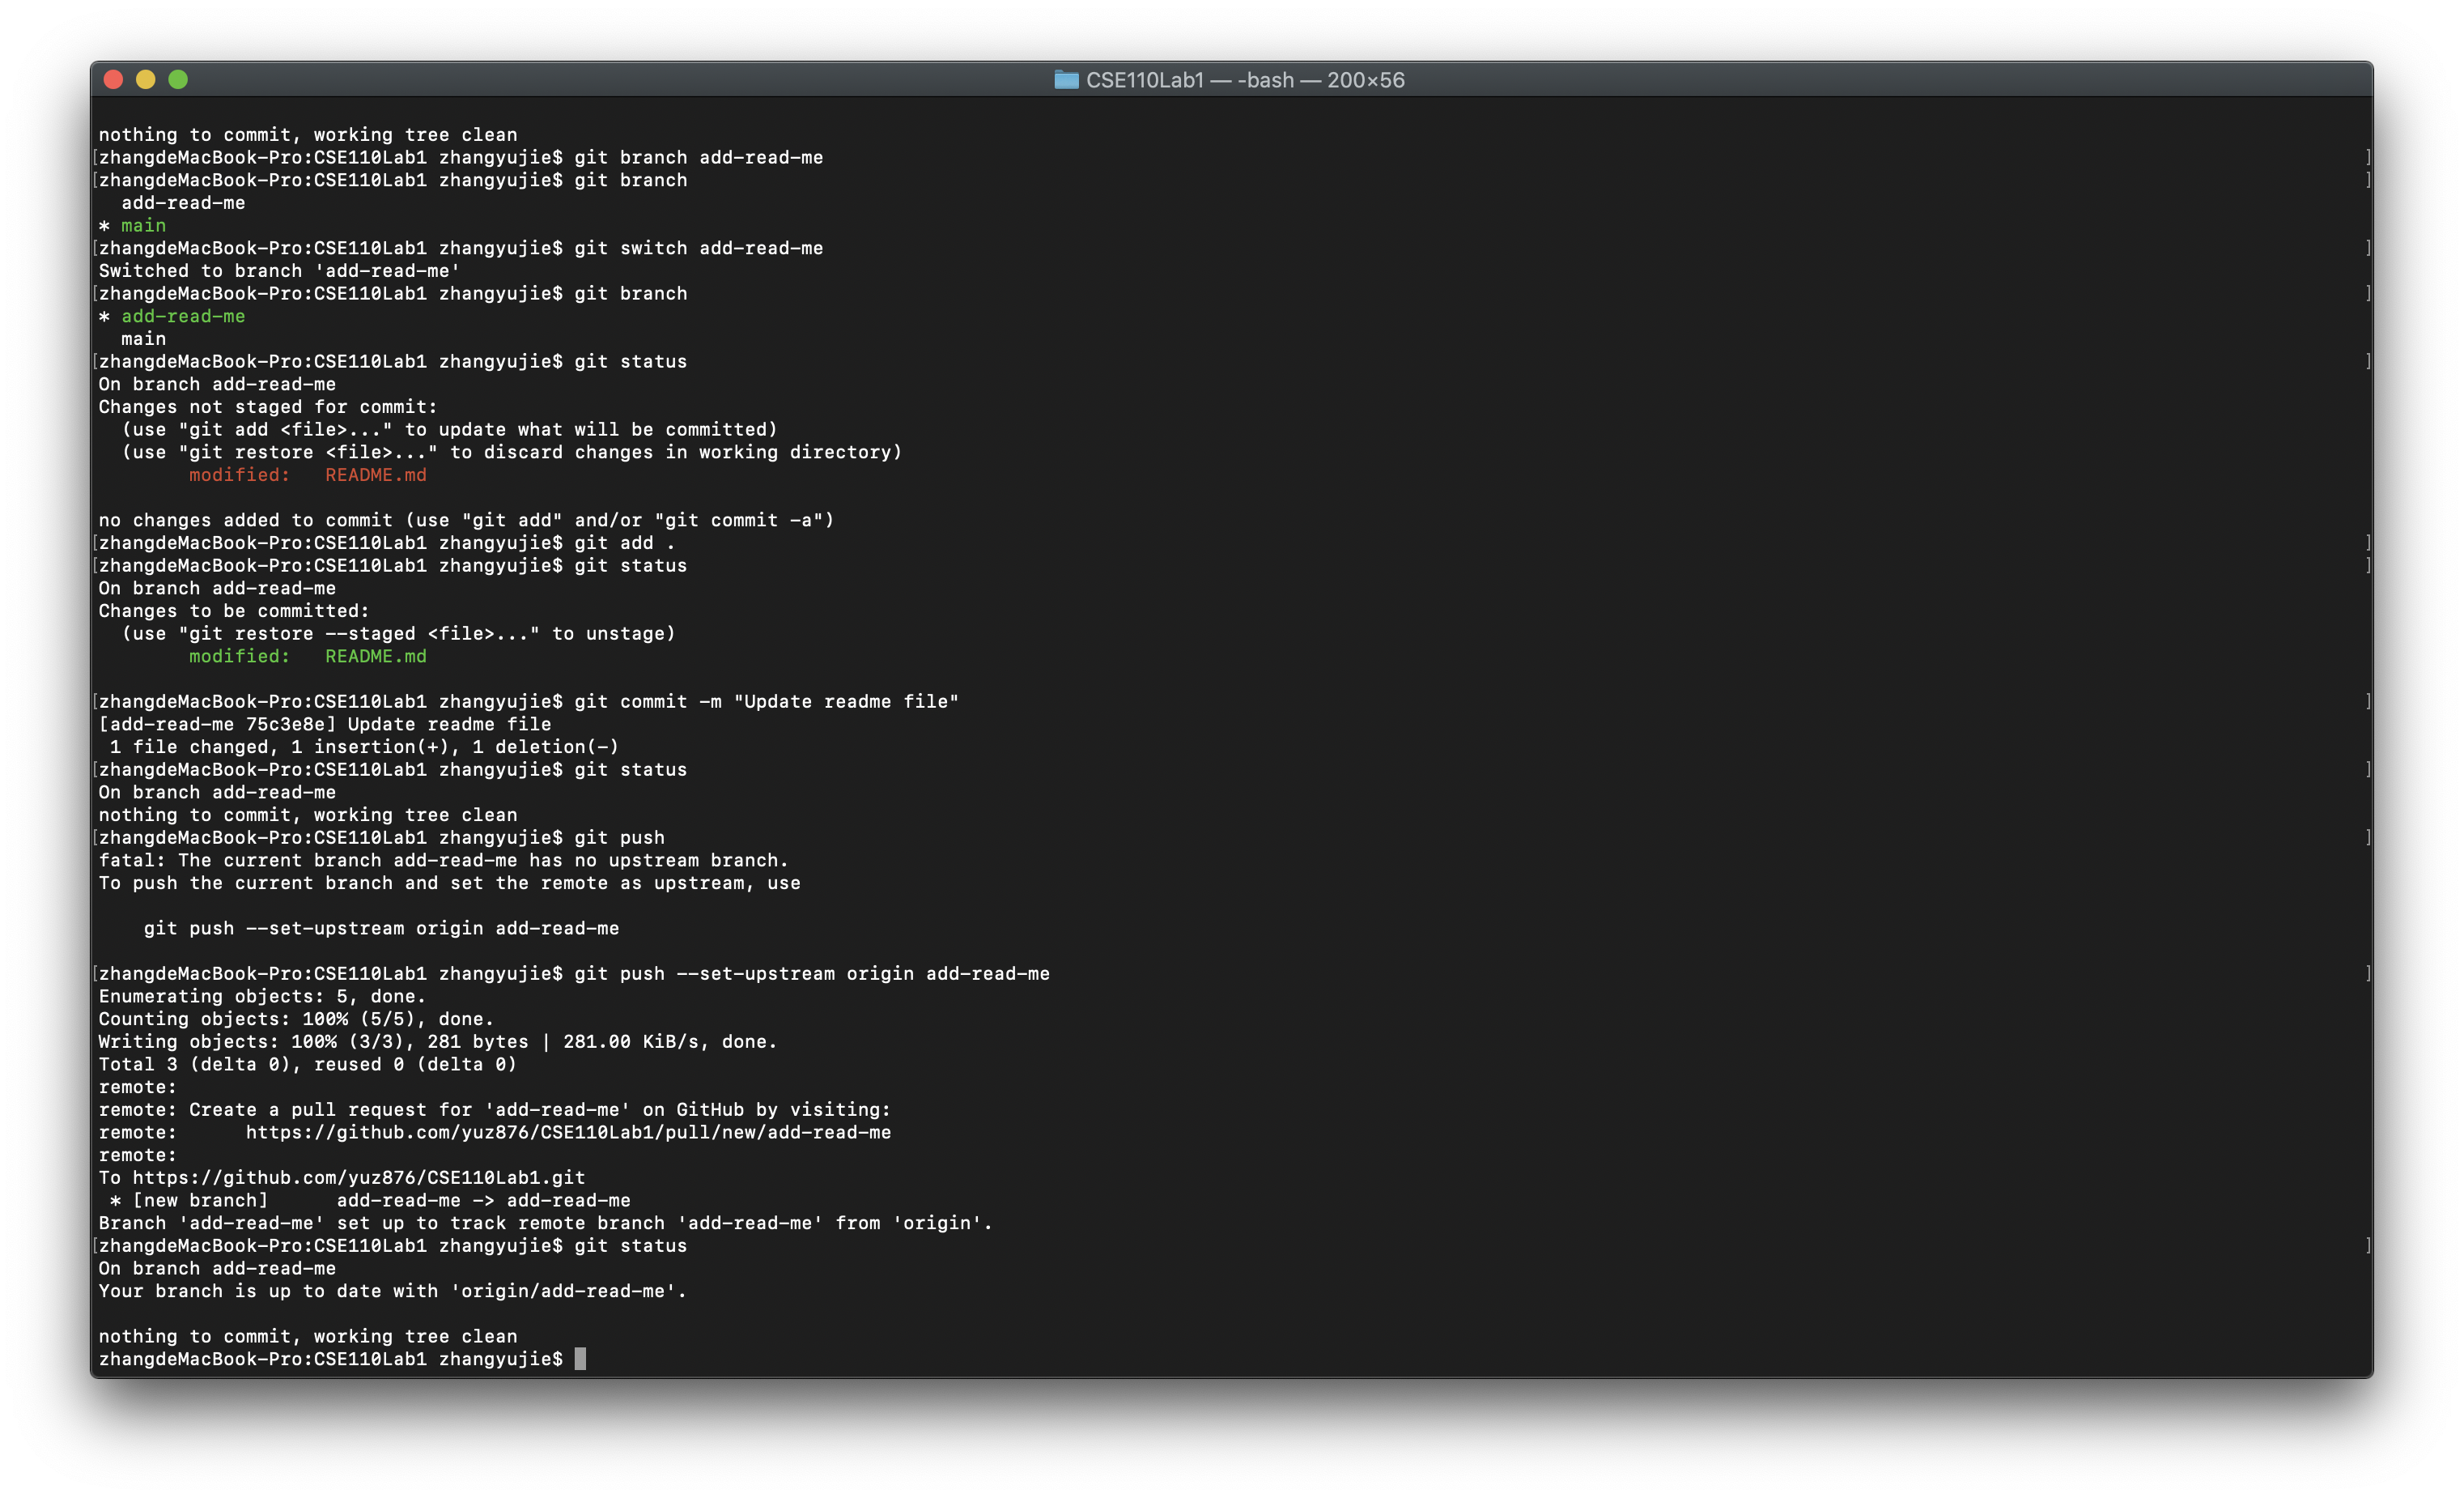 CSE110Lab1 — -bash — 200×56
nothing to commit, working tree clean
[zhangdeMacBook-Pro:CSE110Lab1 zhangyujie$ git branch add-read-me ]
[zhangdeMacBook-Pro:CSE110Lab1 zhangyujie$ git branch ]
  add-read-me
* main
[zhangdeMacBook-Pro:CSE110Lab1 zhangyujie$ git switch add-read-me ]
Switched to branch 'add-read-me'
[zhangdeMacBook-Pro:CSE110Lab1 zhangyujie$ git branch ]
* add-read-me
  main
[zhangdeMacBook-Pro:CSE110Lab1 zhangyujie$ git status ]
On branch add-read-me
Changes not staged for commit:
  (use "git add <file>..." to update what will be committed)
  (use "git restore <file>..." to discard changes in working directory)
        modified:   README.md
no changes added to commit (use "git add" and/or "git commit -a")
[zhangdeMacBook-Pro:CSE110Lab1 zhangyujie$ git add . ]
[zhangdeMacBook-Pro:CSE110Lab1 zhangyujie$ git status ]
On branch add-read-me
Changes to be committed:
  (use "git restore --staged <file>..." to unstage)
        modified:   README.md
[zhangdeMacBook-Pro:CSE110Lab1 zhangyujie$ git commit -m "Update readme file" ]
[add-read-me 75c3e8e] Update readme file
 1 file changed, 1 insertion(+), 1 deletion(-)
[zhangdeMacBook-Pro:CSE110Lab1 zhangyujie$ git status ]
On branch add-read-me
nothing to commit, working tree clean
[zhangdeMacBook-Pro:CSE110Lab1 zhangyujie$ git push ]
fatal: The current branch add-read-me has no upstream branch.
To push the current branch and set the remote as upstream, use
    git push --set-upstream origin add-read-me
[zhangdeMacBook-Pro:CSE110Lab1 zhangyujie$ git push --set-upstream origin add-read-me ]
Enumerating objects: 5, done.
Counting objects: 100% (5/5), done.
Writing objects: 100% (3/3), 281 bytes | 281.00 KiB/s, done.
Total 3 (delta 0), reused 0 (delta 0)
remote:
remote: Create a pull request for 'add-read-me' on GitHub by visiting:
remote:      https://github.com/yuz876/CSE110Lab1/pull/new/add-read-me
remote:
To https://github.com/yuz876/CSE110Lab1.git
 * [new branch]      add-read-me -> add-read-me
Branch 'add-read-me' set up to track remote branch 'add-read-me' from 'origin'.
[zhangdeMacBook-Pro:CSE110Lab1 zhangyujie$ git status ]
On branch add-read-me
Your branch is up to date with 'origin/add-read-me'.
nothing to commit, working tree clean
zhangdeMacBook-Pro:CSE110Lab1 zhangyujie$